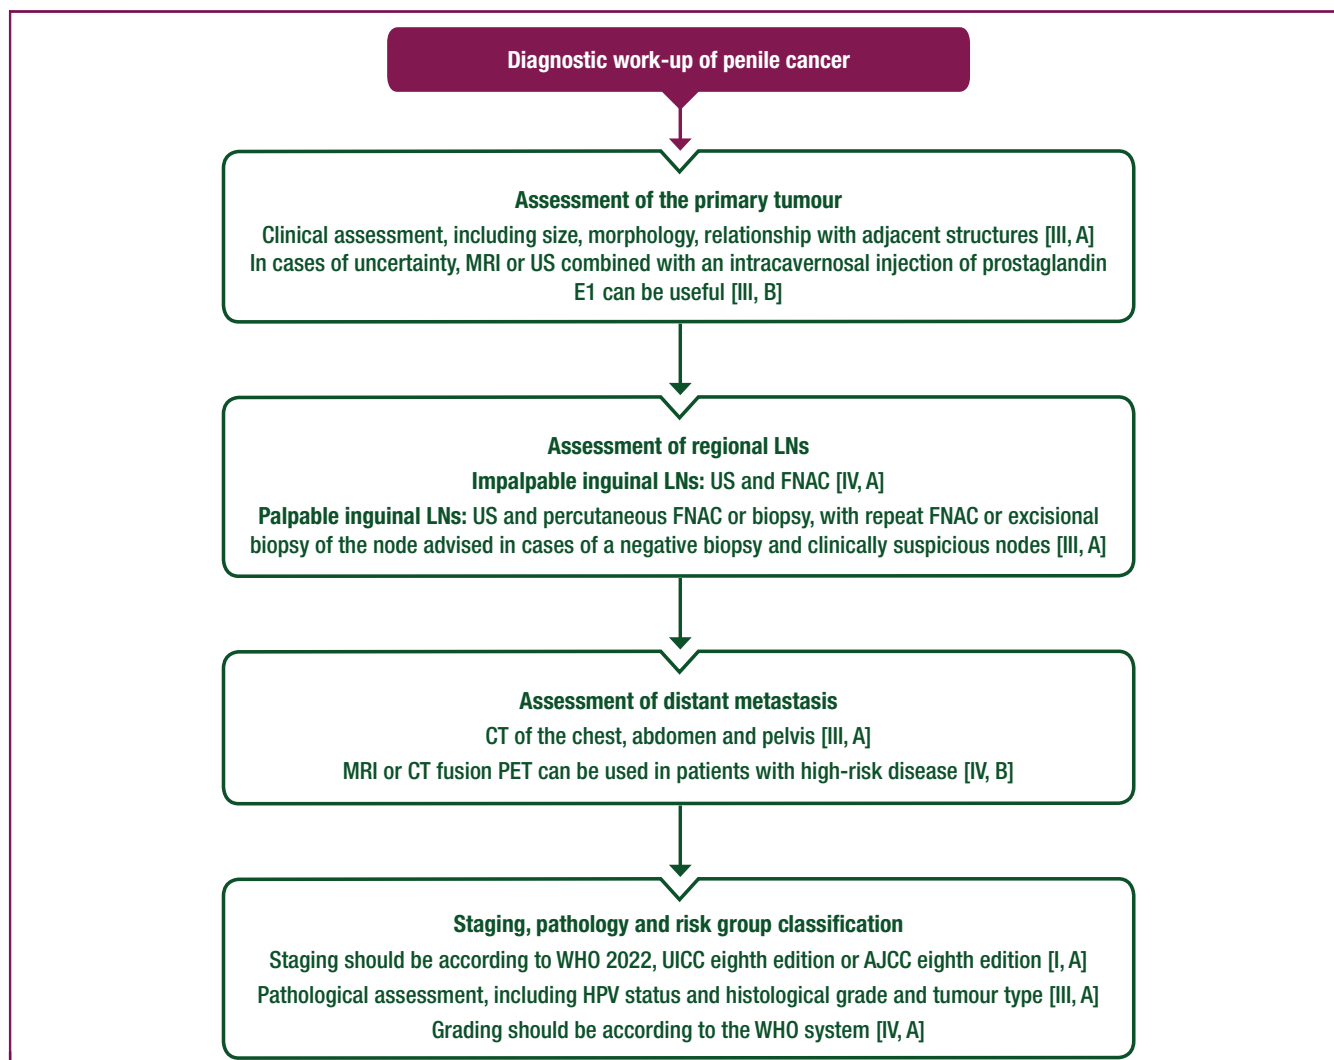 Diagnostic work-up of penile cancer
Assessment of the primary tumour
Clinical assessment, including size, morphology, relationship with adjacent structures [III, A]
In cases of uncertainty, MRI or US combined with an intracavernosal injection of prostaglandin
E1 can be useful [III, B]
Assessment of regional LNs
Impalpable inguinal LNs: US and FNAC [IV, A]
Palpable inguinal LNs: US and percutaneous FNAC or biopsy, with repeat FNAC or excisional
biopsy of the node advised in cases of a negative biopsy and clinically suspicious nodes [III, A]
Assessment of distant metastasis
CT of the chest, abdomen and pelvis [III, A]
MRI or CT fusion PET can be used in patients with high-risk disease [IV, B]
Staging, pathology and risk group classification
Staging should be according to WHO 2022, UICC eighth edition or AJCC eighth edition [I, A]
Pathological assessment, including HPV status and histological grade and tumour type [III, A]
Grading should be according to the WHO system [IV, A]